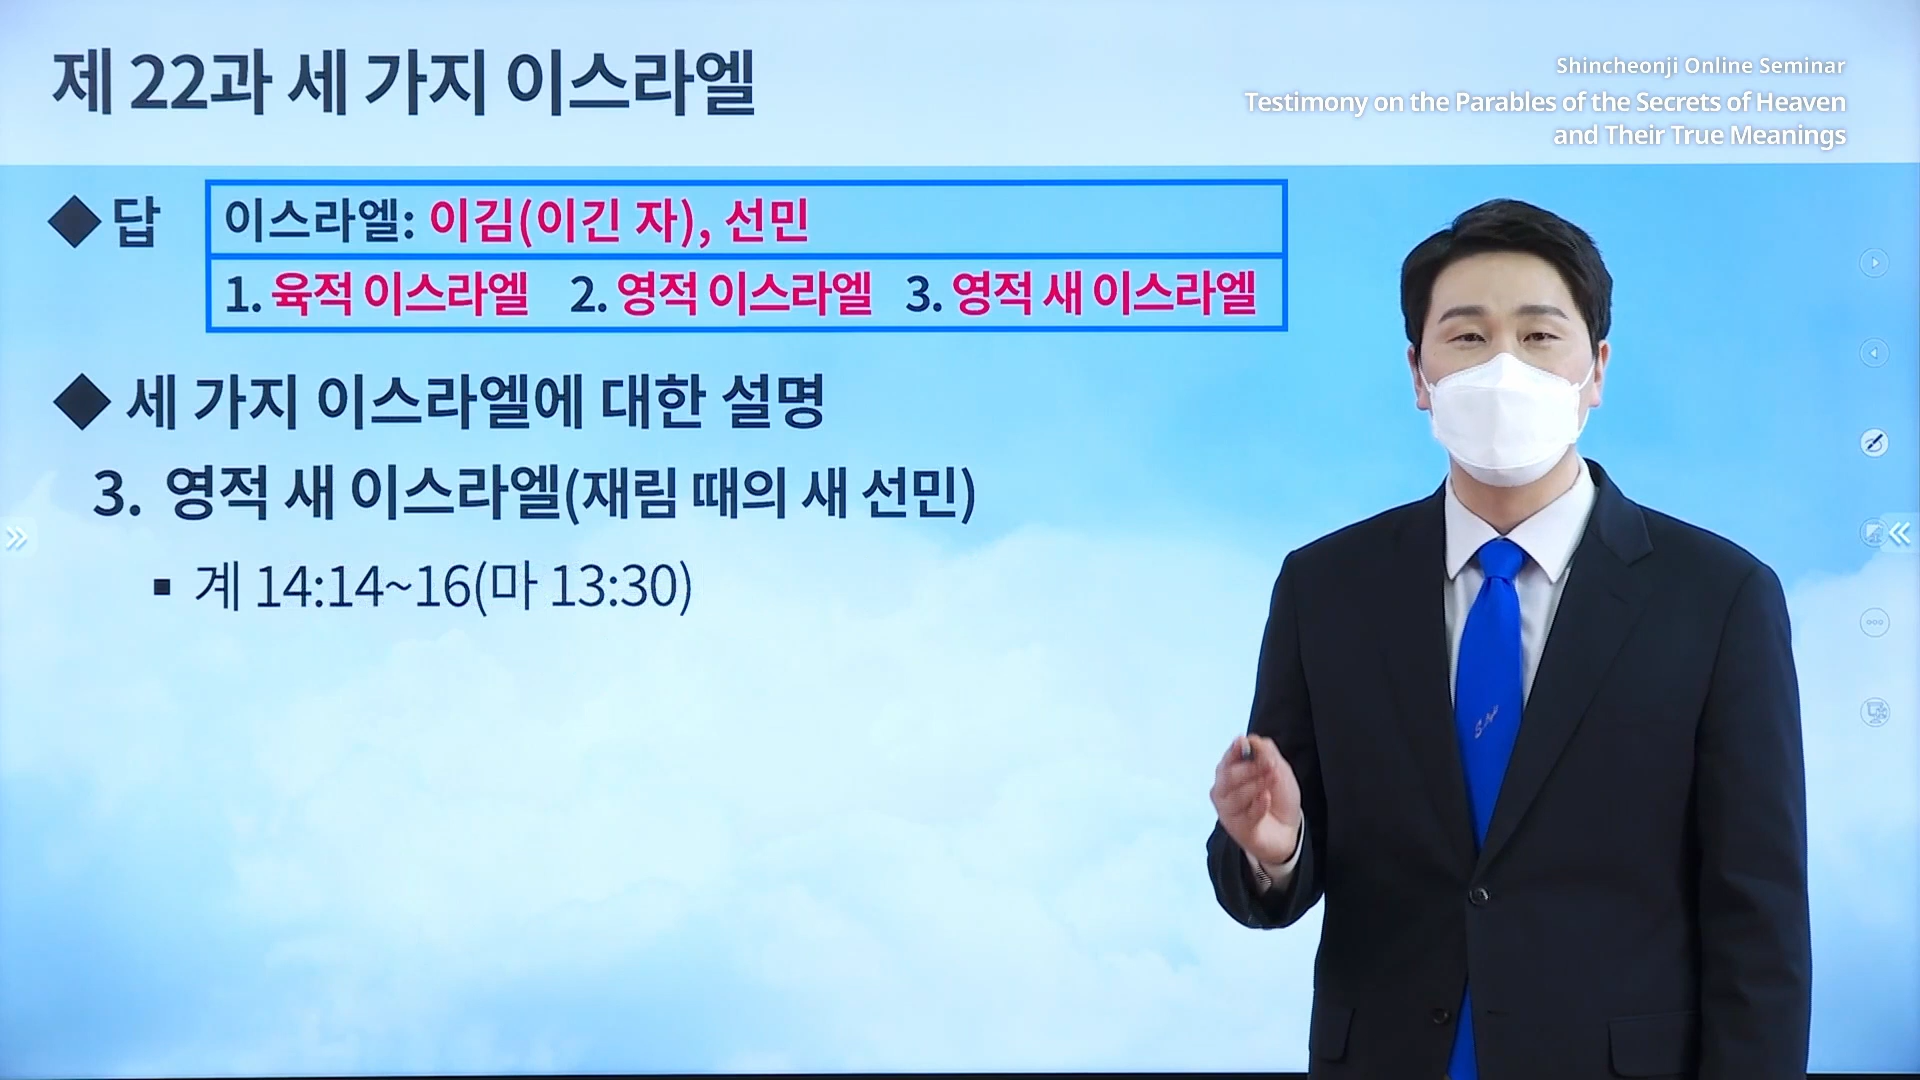 제 22과 세 가지 이스라엘
Shincheonji Online Seminar
Testimony on the Parables of the Secrets of Heaven
and Their True Meanings
◆ 답
이스라엘: 이김(이긴 자), 선민
1. 육적 이스라엘 2. 영적 이스라엘 3. 영적 새 이스라엘
◆ 세 가지 이스라엘에 대한 설명
3. 영적 새 이스라엘(재림 때의 새 선민)
▪ 계 14:14~16(마 13:30)